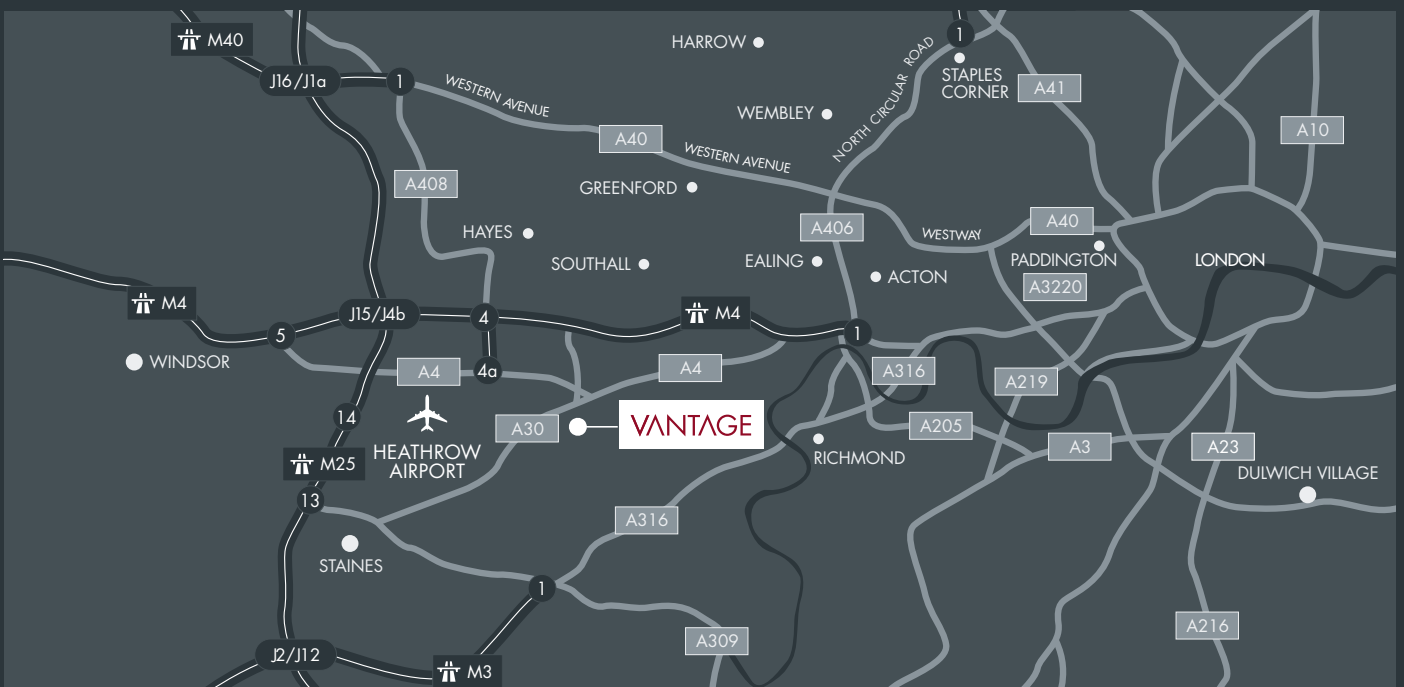 M40
J16/J1a
1
WESTERN AVENUE
A40
WESTERN AVENUE
HARROW
WEMBLEY
NORTH CIRCULAR ROAD
1
STAPLES
CORNER
A41
A10
A408
GREENFORD
HAYES
SOUTHALL
A406
EALING
ACTON
WESTWAY
A40
PADDINGTON
A3220
LONDON
M4
5
J15/J4b
4
M4
1
WINDSOR
A4
4a
A4
A316
A219
14
HEATHROW
AIRPORT
A30
VANTAGE
RICHMOND
A205
A3
A23
DULWICH VILLAGE
M25
13
STAINES
A316
1
A309
A216
J2/J12
M3